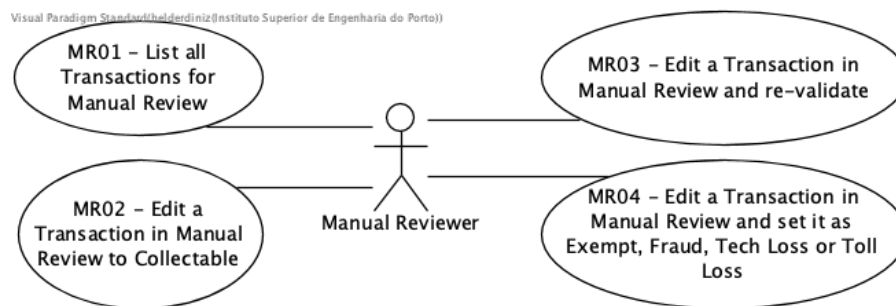 Visual Paradigm Standard(helderdiniz(Instituto Superior de Engenharia do Porto))
MR01 – List all
Transactions for
Manual Review
MR03 – Edit a Transaction in
Manual Review and re-validate
MR02 – Edit a
Transaction in Manual
Review to Collectable
Manual Reviewer
MR04 – Edit a Transaction in
Manual Review and set it as
Exempt, Fraud, Tech Loss or Toll
Loss